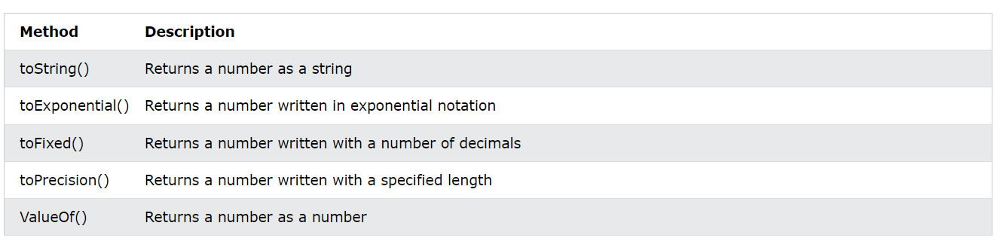 Method Description
toString() Returns a number as a string
toExponential() Returns a number written in exponential notation
toFixed() Returns a number written with a number of decimals
toPrecision() Returns a number written with a specified length
ValueOf() Returns a number as a number